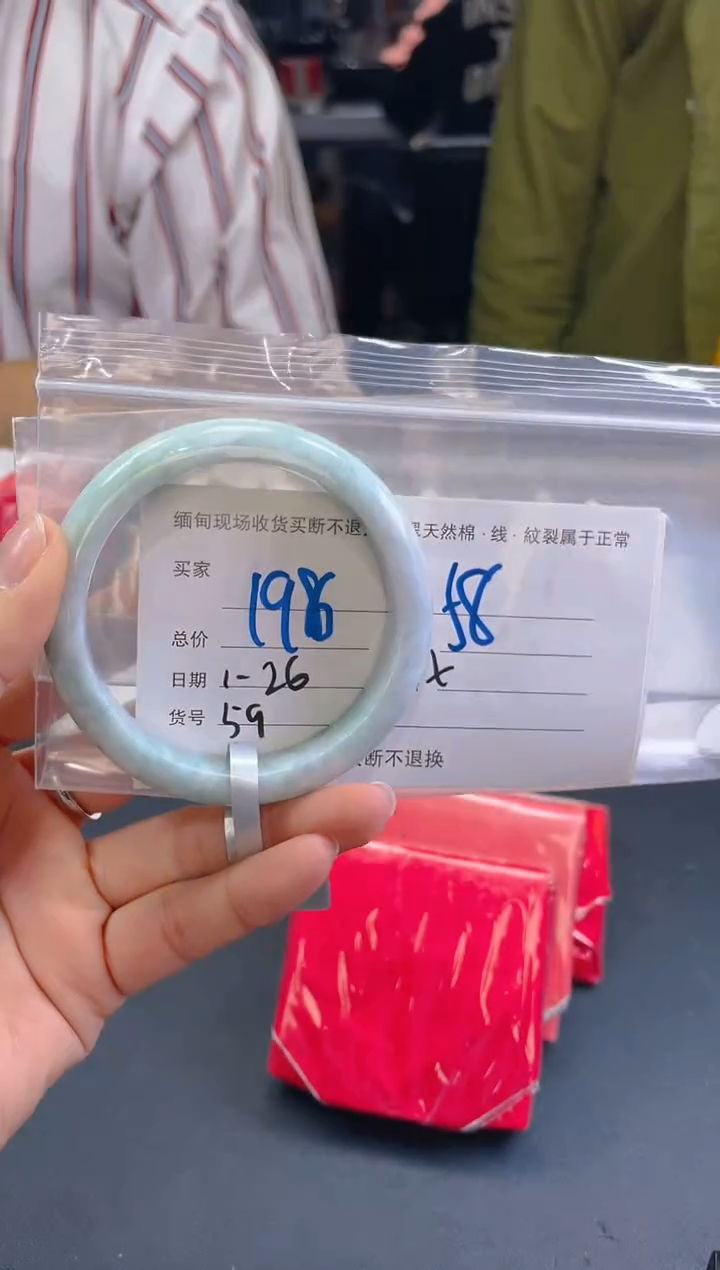 缅甸现场收货买断不退 天然棉·线·紋裂属于正常
买家 198 58
总价
日期 1-26
货号 59
断不退换